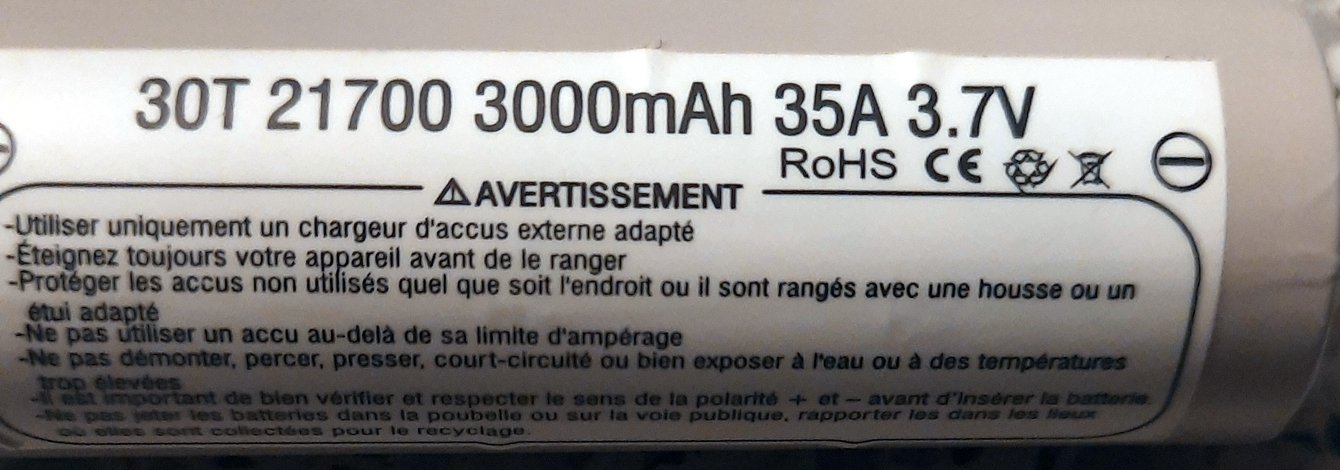 30T 21700 3000mAh 35A 3.7V
RoHS CE
⚠AVERTISSEMENT
-Utiliser uniquement un chargeur d'accus externe adapté
-Éteignez toujours votre appareil avant de le ranger
-Protéger les accus non utilisés quel que soit l'endroit ou il sont rangés avec une housse ou un
étui adapté
-Ne pas utiliser un accu au-delà de sa limite d'ampérage
-Ne pas démonter, percer, presser, court-circuité ou bien exposer à l'eau ou à des températures
trop élevées
-Il est important de bien vérifier et respecter le sens de la polarité + et – avant d'insérer la batterie.
-Ne pas jeter les batteries dans la poubelle ou sur la voie publique, rapporter les dans les lieux
où elles sont collectées pour le recyclage.